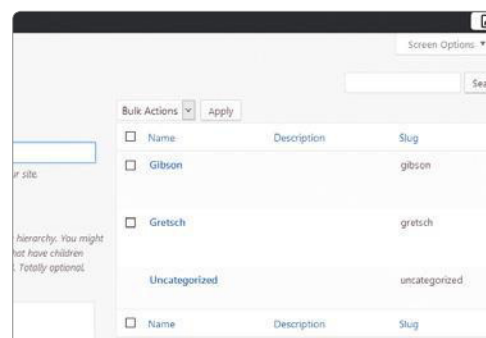 Screen Options
Bulk Actions Apply
Name Description Slug
ur site.
Gibson gibson
Gretsch gretsch
hierarchy. You might
hat have children
. Totally optional.
Uncategorized uncategorized
Name Description Slug